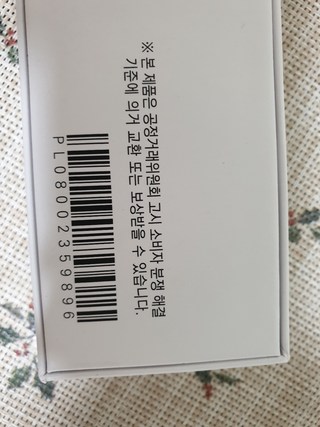 ※ 본 제품은 공정거래위원회 고시 소비자 분쟁 해결
기준에 의거 교환 또는 보상받을 수 있습니다.
PL08002359896